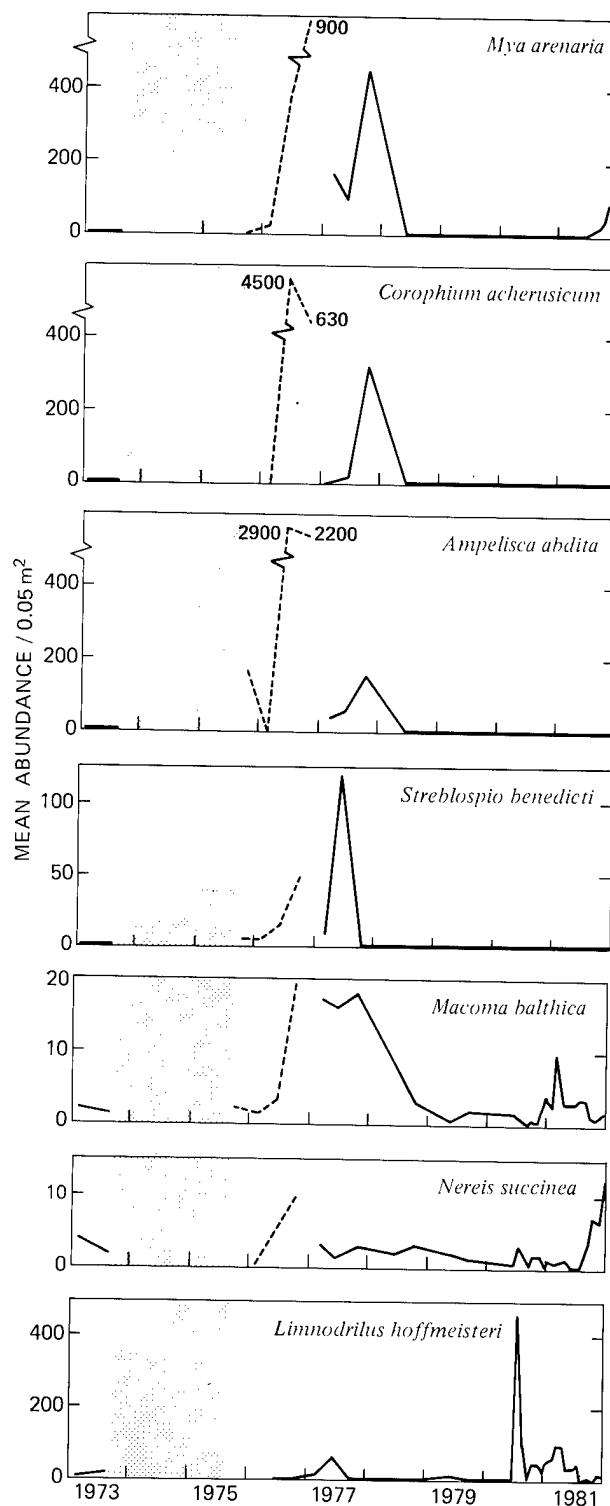 900
Mya arenaria
400
200
0
4500
630
Corophium acherusicum
400
200
0
2900
2200
Ampelisca abdita
400
200
0
MEAN ABUNDANCE / 0.05 m²
Streblospio benedicti
100
50
0
20
Macoma balthica
10
0
Nereis succinea
10
0
Limnodrilus hoffmeisteri
400
200
0
1973 1975 1977 1979 1981